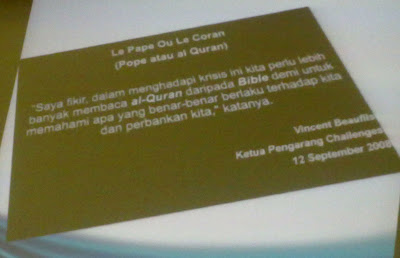 Le Pape Ou Le Coran
(Pope atau al Quran)
"Saya fikir, dalam menghadapi krisis ini kita perlu lebih
banyak membaca al-Quran daripada Bible demi untuk
memahami apa yang benar-benar berlaku terhadap kita
dan perbankan kita," katanya.
Vincent Beaufils
Ketua Pengarang Challenges
12 September 2008